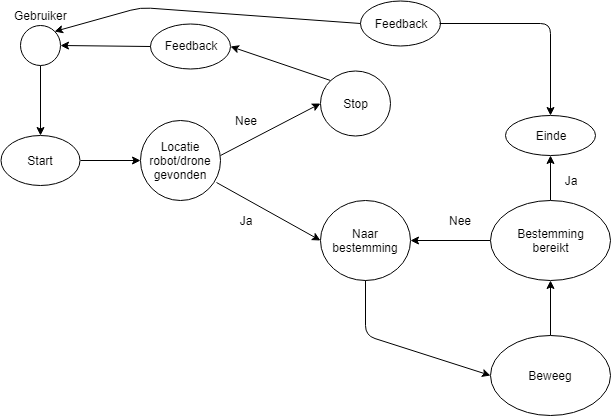 Gebruiker
Feedback
Feedback
Stop
Nee
Einde
Start
Locatie
robot/drone
gevonden
Ja
Ja
Naar
bestemming
Nee
Bestemming
bereikt
Beweeg